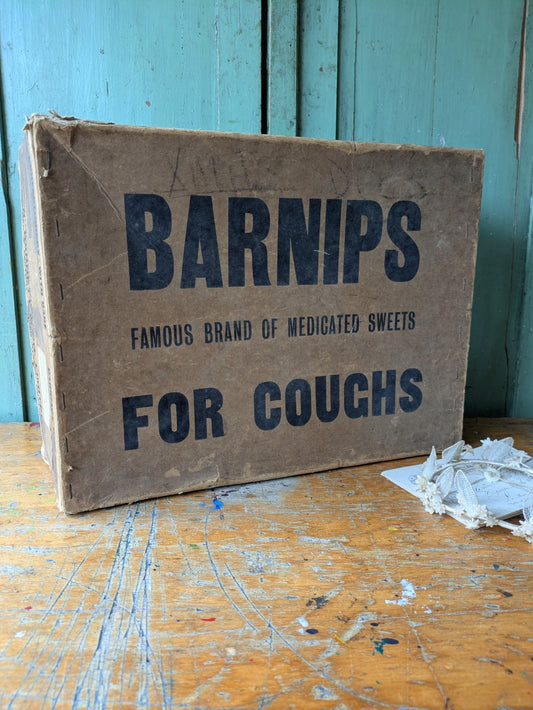 BARNIPS
FAMOUS BRAND OF MEDICATED SWEETS
FOR COUGHS